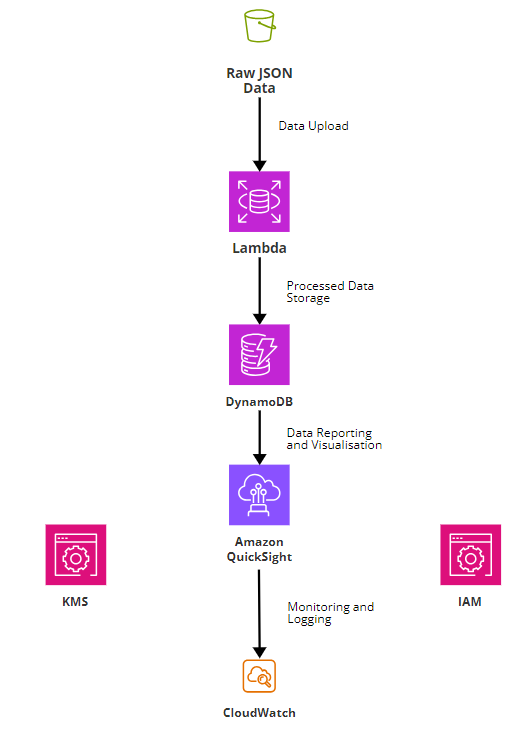 Raw JSON
Data
Data Upload
Lambda
Processed Data
Storage
DynamoDB
Data Reporting
and Visualisation
Amazon
QuickSight
KMS
IAM
Monitoring and
Logging
CloudWatch